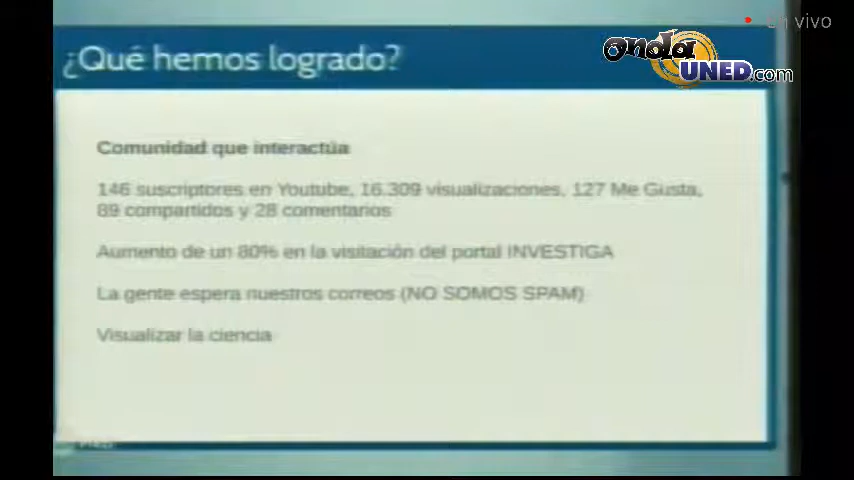 En vivo
¿Qué hemos logrado?
onda
UNED.com
Comunidad que interactúa
146 suscriptores en Youtube, 16.309 visualizaciones, 127 Me Gusta,
89 compartidos y 28 comentarios
Aumento de un 80% en la visitación del portal INVESTIGA
La gente espera nuestros correos (NO SOMOS SPAM)
Visualizar la ciencia